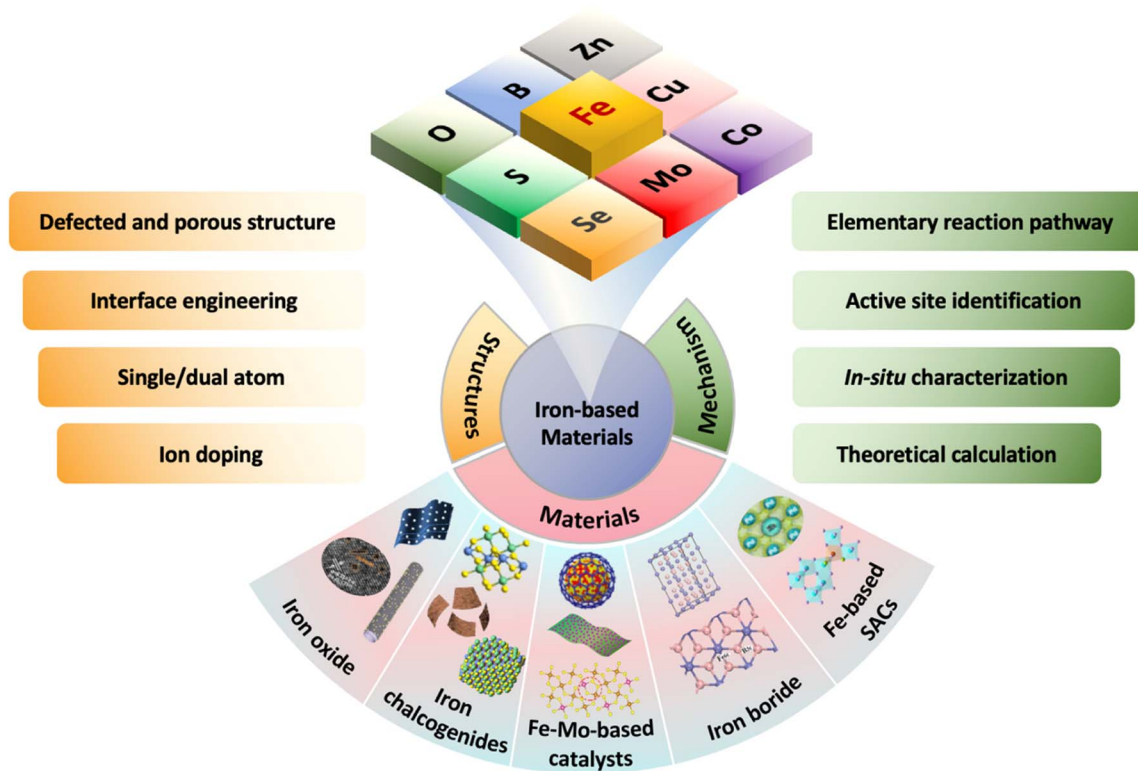 Zn
B
Cu
O
Fe
Co
S
Mo
Se
Defected and porous structure
Interface engineering
Single/dual atom
Ion doping
Elementary reaction pathway
Active site identification
In-situ characterization
Theoretical calculation
Structures
Mechanism
Iron-based
Materials
Materials
Iron oxide
Iron
chalcogenides
Fe-Mo-based
catalysts
Iron boride
Fe-based
SACs